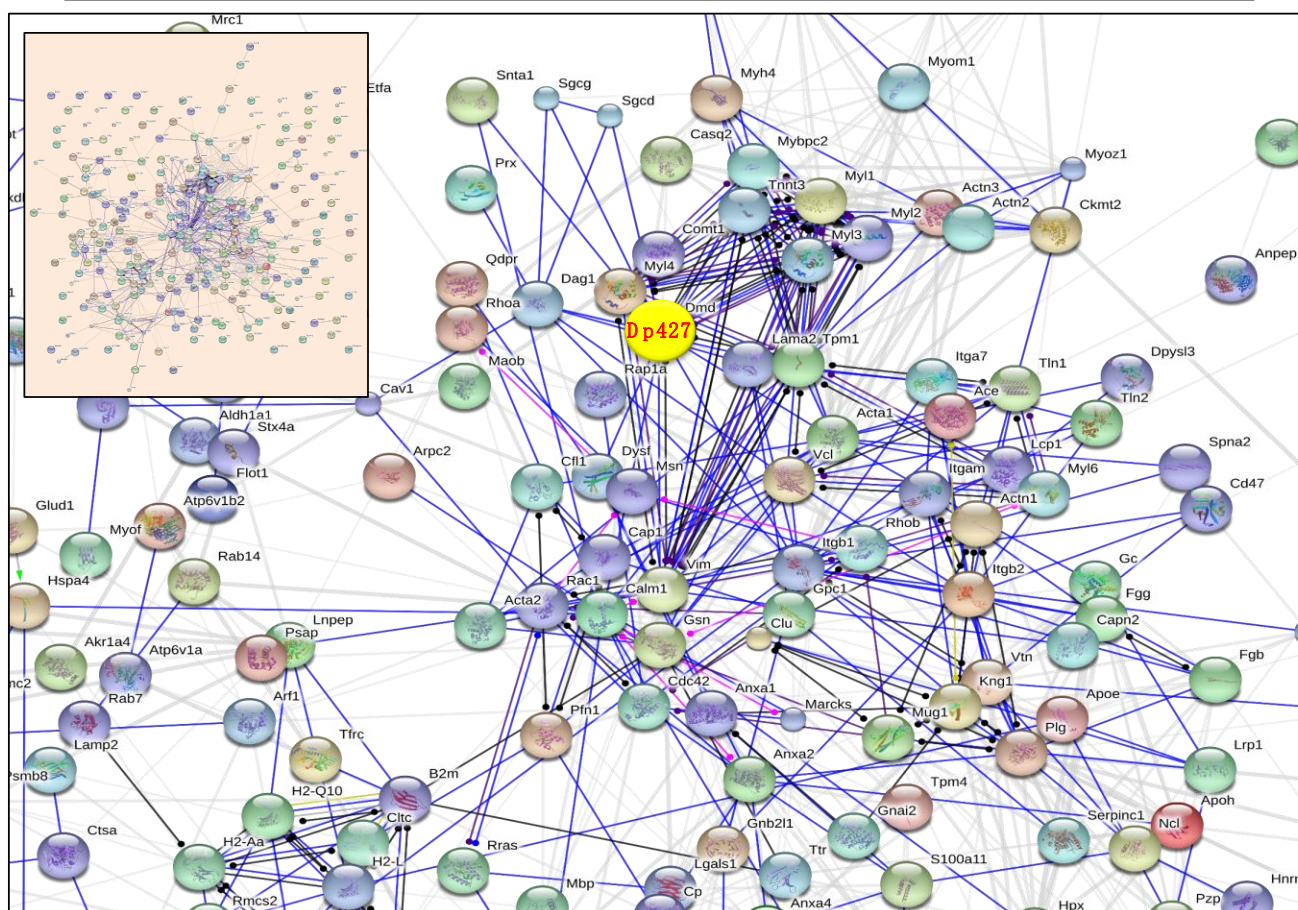 Mrc1
Etfa
Snta1
Sgcg
Sgcd
Myh4
Myom1
Casq2
Mybpc2
Myoz1
Prx
Tnnt3
Myl1
Actn3
Actn2
Ckmt2
Comt1
Myl2
Myl3
Qdpr
Dag1
Myl4
Anpep
Rhoa
Dmd
Dp427
Maob
Lama2
Tpm1
Itga7
Tln1
Dpysl3
Rap1a
Ace
Cav1
Tln2
Aldh1a1
Stx4a
Acta1
Lcp1
Arpc2
Cfl1
Dysf
Msn
Vcl
Itgam
Myl6
Spna2
Flot1
Cd47
Atp6v1b2
Actn1
Glud1
Myof
Cap1
Rhob
Itgb1
Rab14
Vim
Itgb2
Gc
Hspa4
Rac1
Calm1
Gpc1
Fgg
Acta2
Capn2
Lnpep
Gsn
Clu
Psap
Akr1a4
Atp6v1a
Vtn
Fgb
mc2
Cdc42
Kng1
Rab7
Arf1
Anxa1
Apoe
Marcks
Mug1
Plg
Pfn1
Lamp2
Tfrc
Anxa2
Lrp1
Psmb8
B2m
Tpm4
H2-Q10
Apoh
Gnai2
Cltc
Serpinc1
Ncl
Ctsa
H2-Aa
Gnb2l1
H2-L
Rras
Lgals1
Ttr
S100a11
Mbp
Cp
Hnrn
Rmcs2
Anxa4
Hpx
Pzp